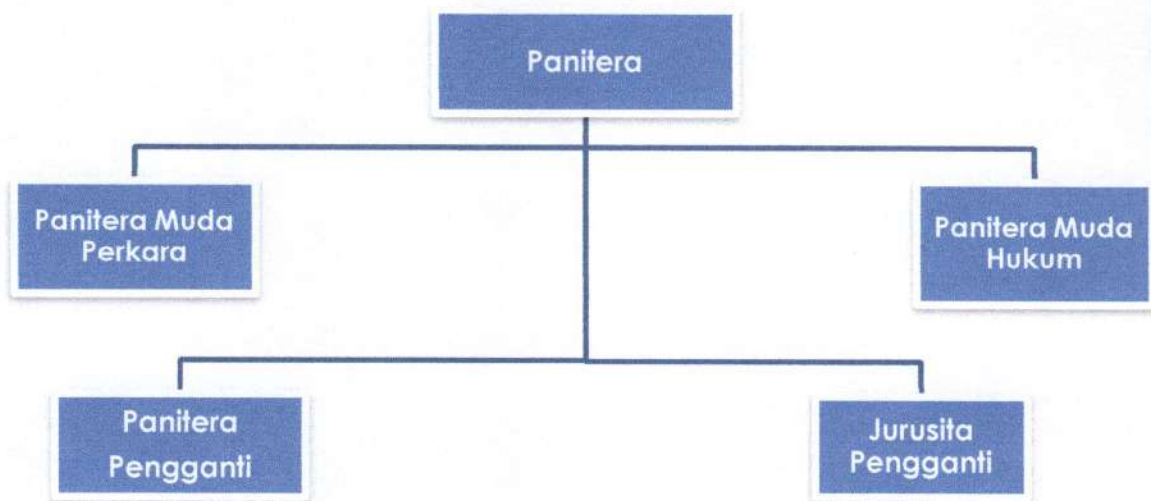 Panitera
Panitera Muda
Perkara
Panitera Muda
Hukum
Panitera
Pengganti
Jurusita
Pengganti